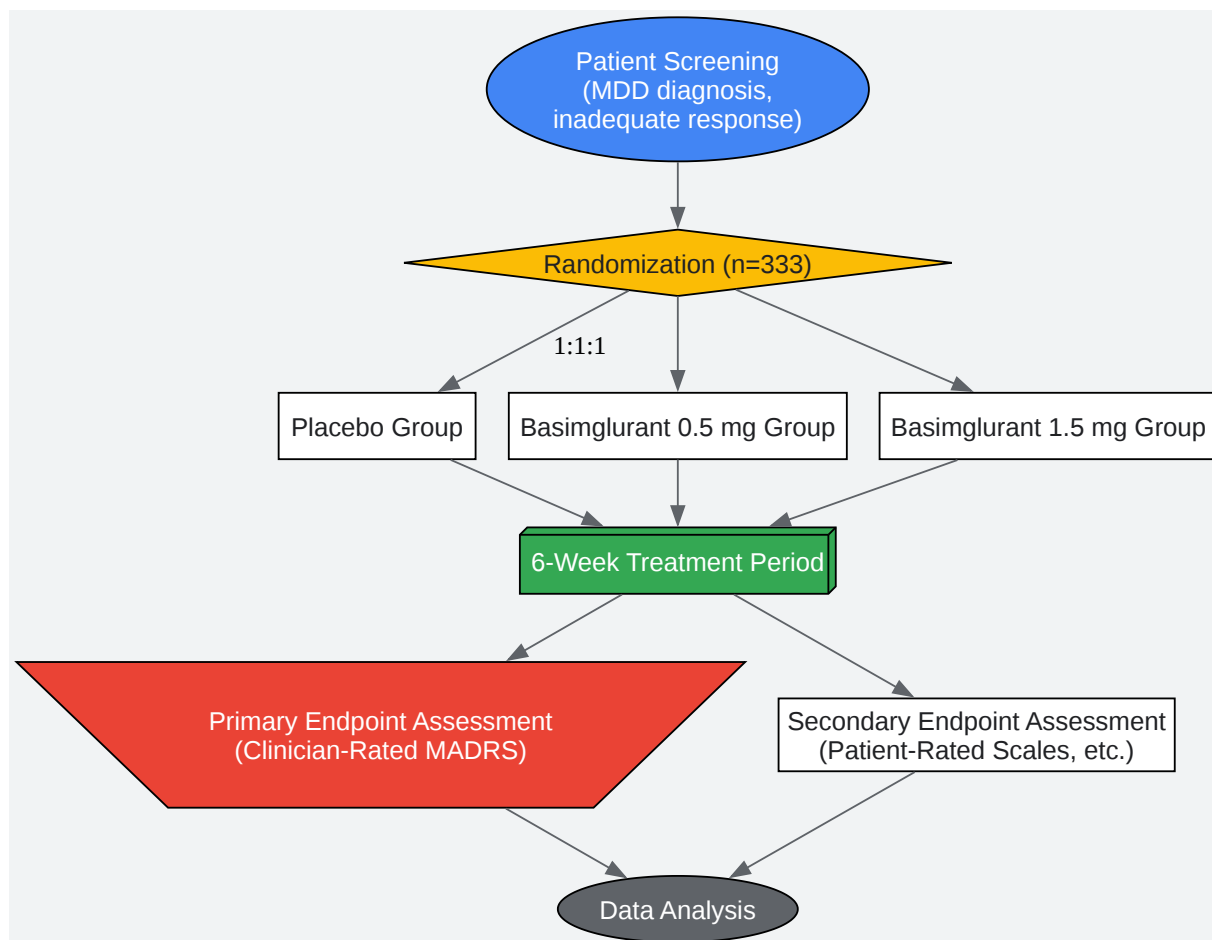 Patient Screening
(MDD diagnosis,
inadequate response)
Randomization (n=333)
1:1:1
Placebo Group
Basimglurant 0.5 mg Group
Basimglurant 1.5 mg Group
6-Week Treatment Period
Primary Endpoint Assessment
(Clinician-Rated MADRS)
Secondary Endpoint Assessment
(Patient-Rated Scales, etc.)
Data Analysis